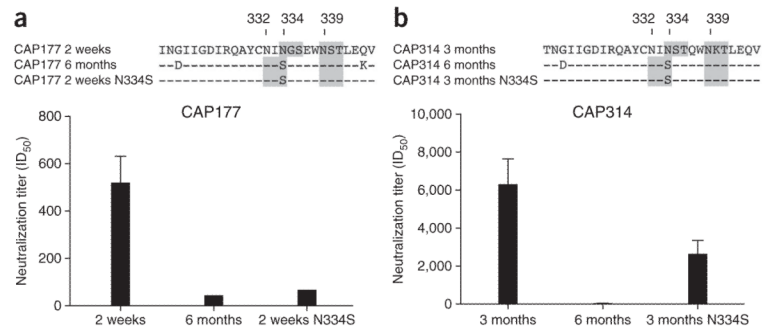 a
332 334 339
CAP177 2 weeks INGIIGDIRQAYCNINGSEWNSTLEQV
CAP177 6 months --D-------------S--------K-
CAP177 2 weeks N334S ----------------S----------
CAP177
Neutralization titer (ID50)
800
600
400
200
0
2 weeks 6 months 2 weeks N334S
b
332 334 339
CAP314 3 months TNGIIGDIRQAYCNINSTQWNKTLEQV
CAP314 6 months --D-------------S----------
CAP314 3 months N334S ----------------S----------
CAP314
Neutralization titer (ID50)
10,000
8,000
6,000
4,000
2,000
0
3 months 6 months 3 months N334S